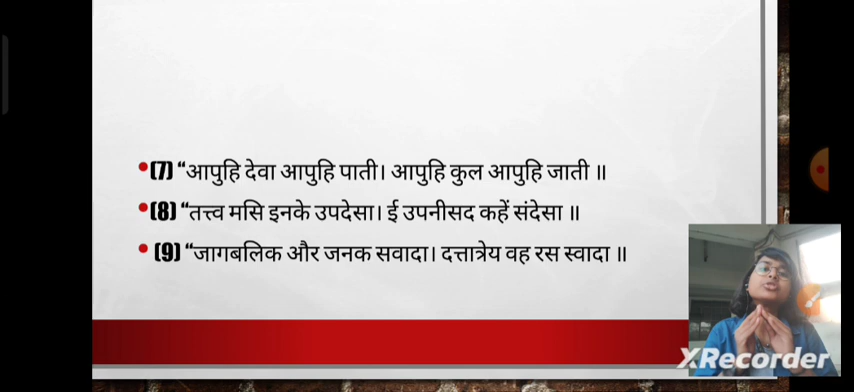 •(7) “आपुहि देवा आपुहि पाती। आपुहि कुल आपुहि जाती ॥
•(8) “तत्त्व मसि इनके उपदेसा। ई उपनीसद कहें संदेसा ॥
• (9) “जागबलिक और जनक सवादा। दत्तात्रेय वह रस स्वादा ॥
XRecorder